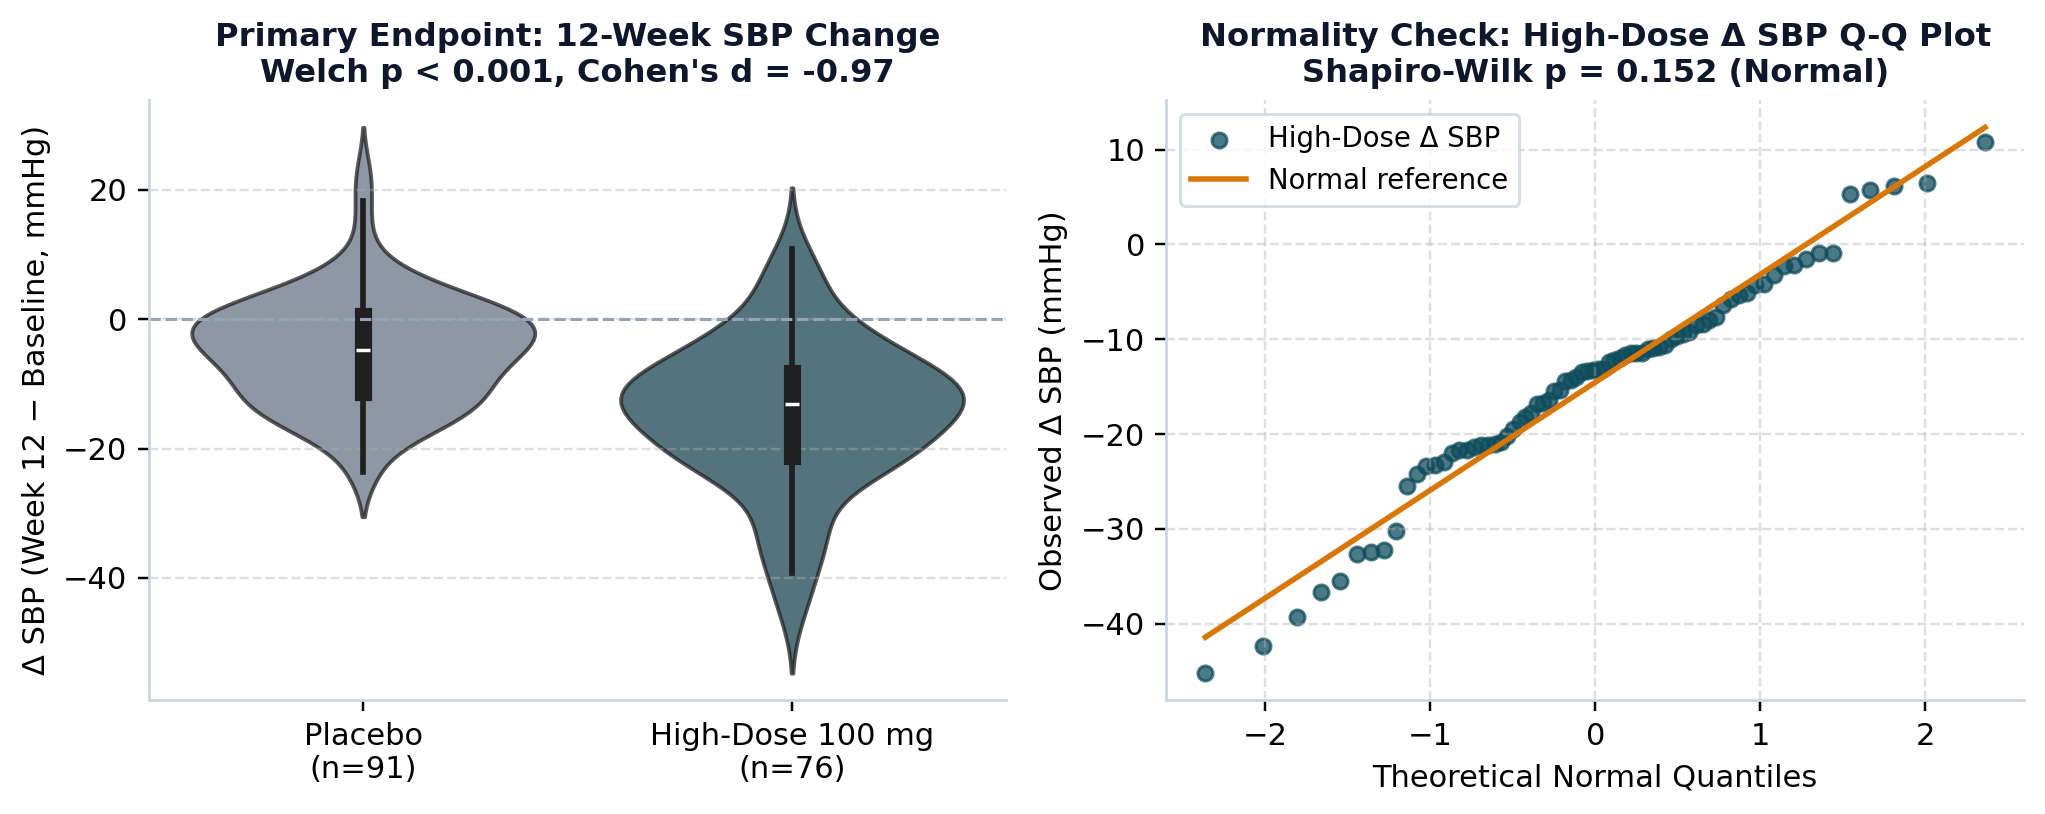 Primary Endpoint: 12-Week SBP Change
Welch p < 0.001, Cohen's d = -0.97
Δ SBP (Week 12 − Baseline, mmHg)
20
0
−20
−40
Placebo
(n=91)
High-Dose 100 mg
(n=76)
Normality Check: High-Dose Δ SBP Q-Q Plot
Shapiro-Wilk p = 0.152 (Normal)
High-Dose Δ SBP
Normal reference
Observed Δ SBP (mmHg)
10
0
−10
−20
−30
−40
−2
−1
0
1
2
Theoretical Normal Quantiles